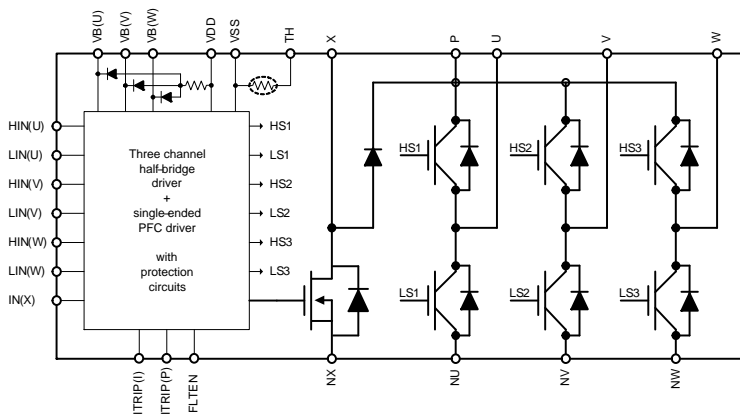 VB(U)
VB(V)
VB(W)
VDD
VSS
TH
X
P
U
V
W
HIN(U)
LIN(U)
HIN(V)
LIN(V)
HIN(W)
LIN(W)
IN(X)
Three channel
half-bridge
driver
+
single-ended
PFC driver
with
protection
circuits
HS1
LS1
HS2
LS2
HS3
LS3
HS1
HS2
HS3
LS1
LS2
LS3
ITRIP(I)
ITRIP(P)
FLTEN
NX
NU
NV
NW